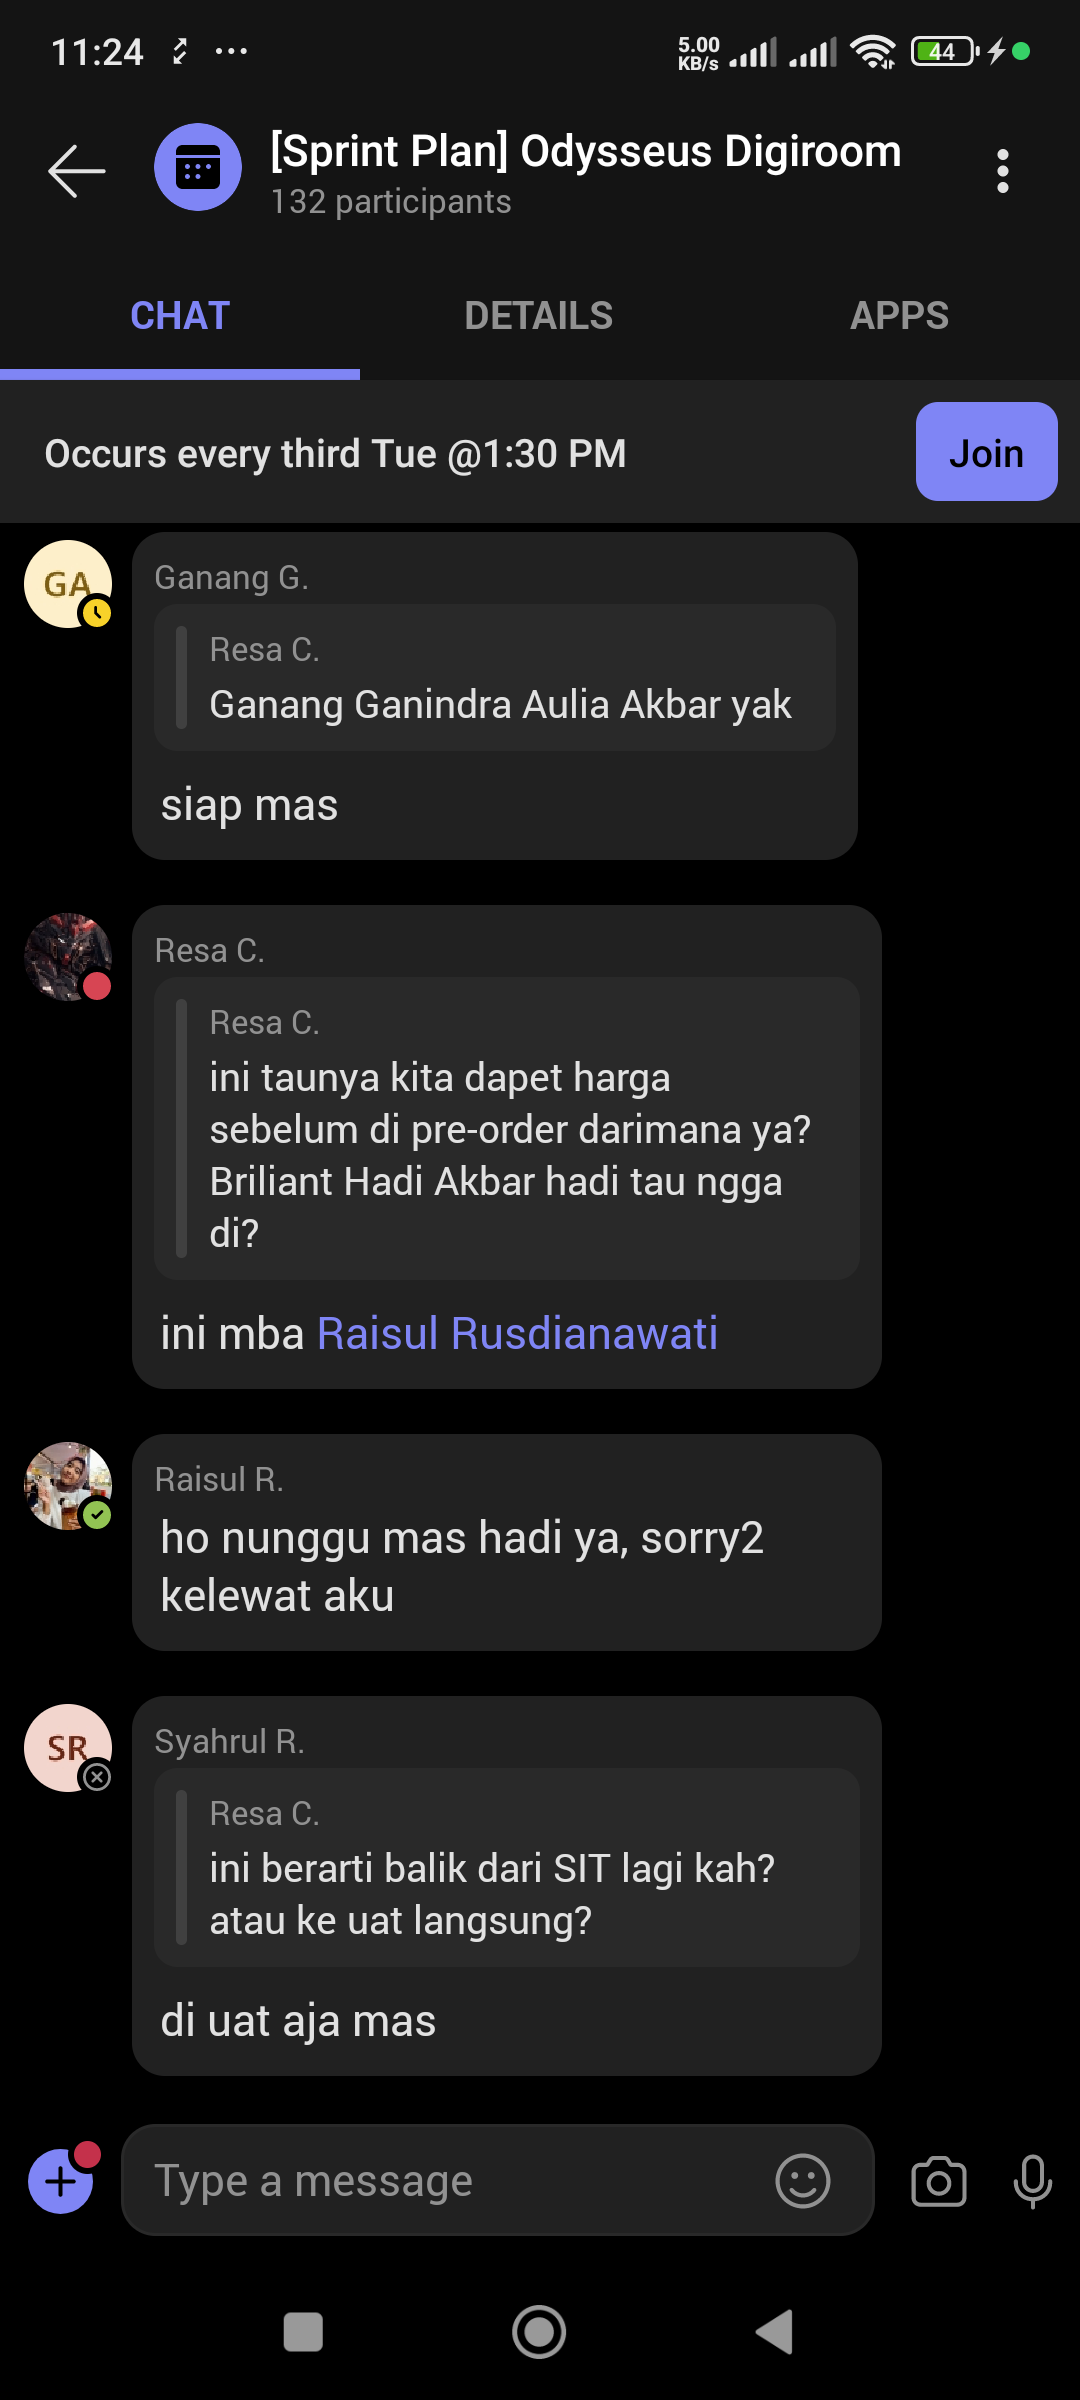 11:24
5.00
KB/s
44
[Sprint Plan] Odysseus Digiroom
132 participants
CHAT
DETAILS
APPS
Occurs every third Tue @1:30 PM
Join
GA
Ganang G.
Resa C.
Ganang Ganindra Aulia Akbar yak
siap mas
Resa C.
Resa C.
ini taunya kita dapet harga
sebelum di pre-order darimana ya?
Briliant Hadi Akbar hadi tau ngga
di?
ini mba Raisul Rusdianawati
Raisul R.
ho nunggu mas hadi ya, sorry2
kelewat aku
SR
Syahrul R.
Resa C.
ini berarti balik dari SIT lagi kah?
atau ke uat langsung?
di uat aja mas
Type a message